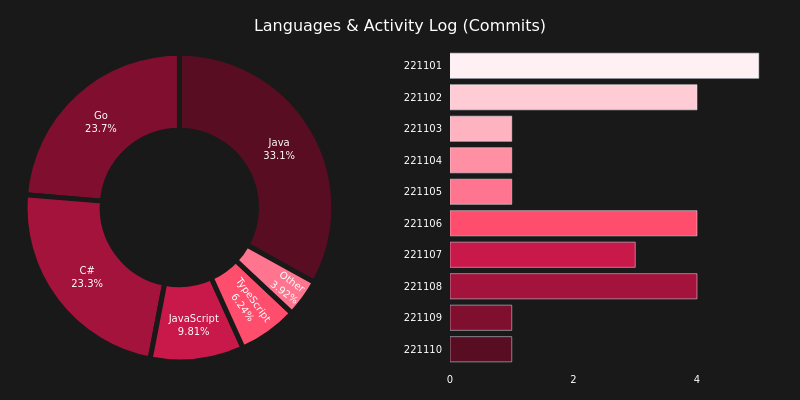 Languages & Activity Log (Commits)
Java
33.1%
Go
23.7%
C#
23.3%
JavaScript
9.81%
TypeScript
6.24%
Other
3.92%
221101
221102
221103
221104
221105
221106
221107
221108
221109
221110
0 2 4